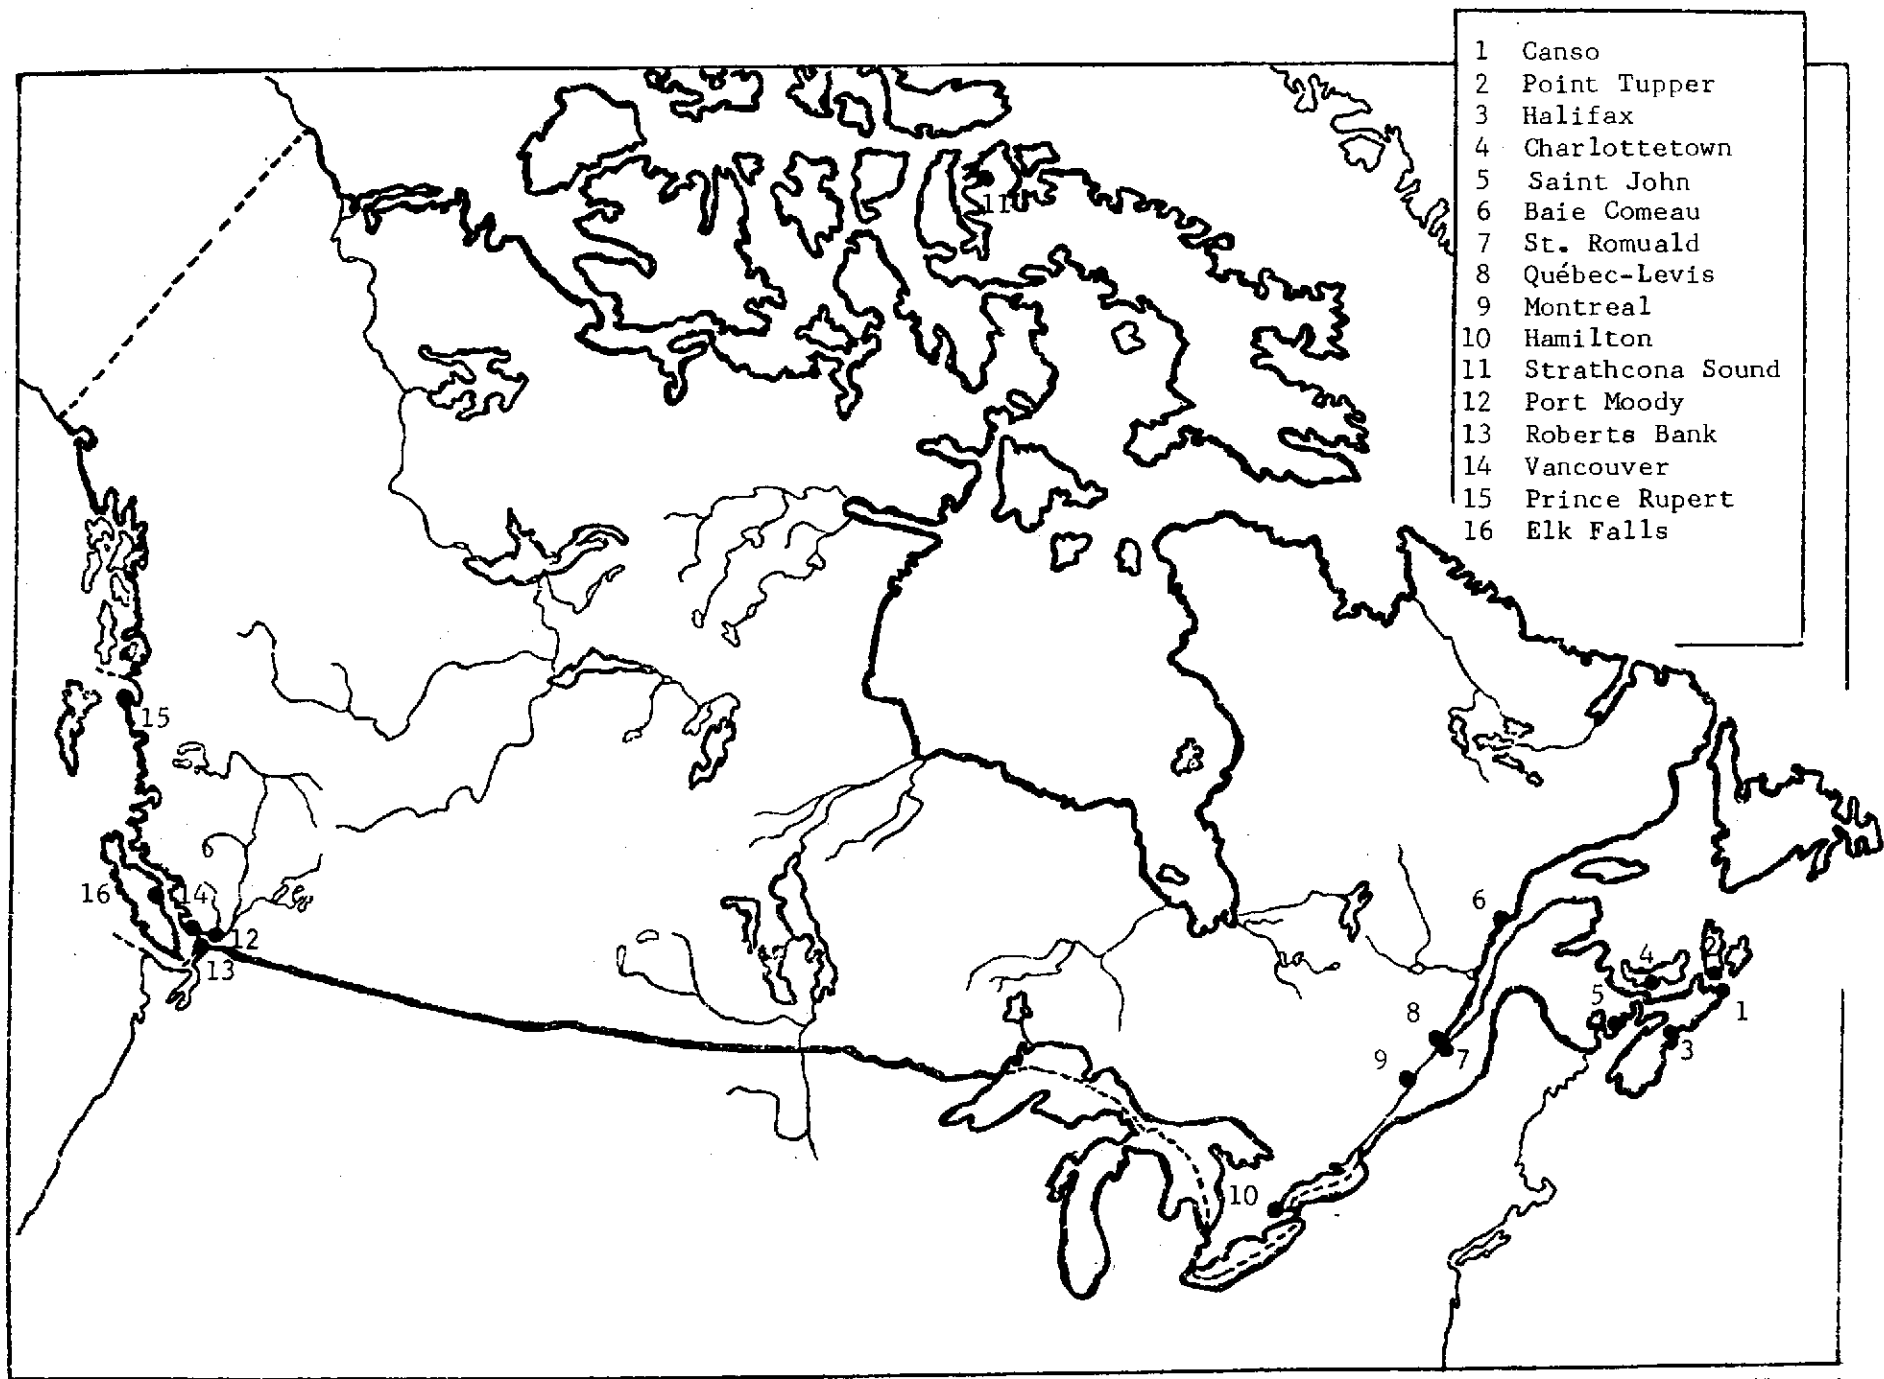 1 Canso
2 Point Tupper
3 Halifax
4 Charlottetown
5 Saint John
6 Baie Comeau
7 St. Romuald
8 Québec-Levis
9 Montreal
10 Hamilton
11 Strathcona Sound
12 Port Moody
13 Roberts Bank
14 Vancouver
15 Prince Rupert
16 Elk Falls
11
15
16
14
12
13
6
4
2
5
1
8
3
9
7
10